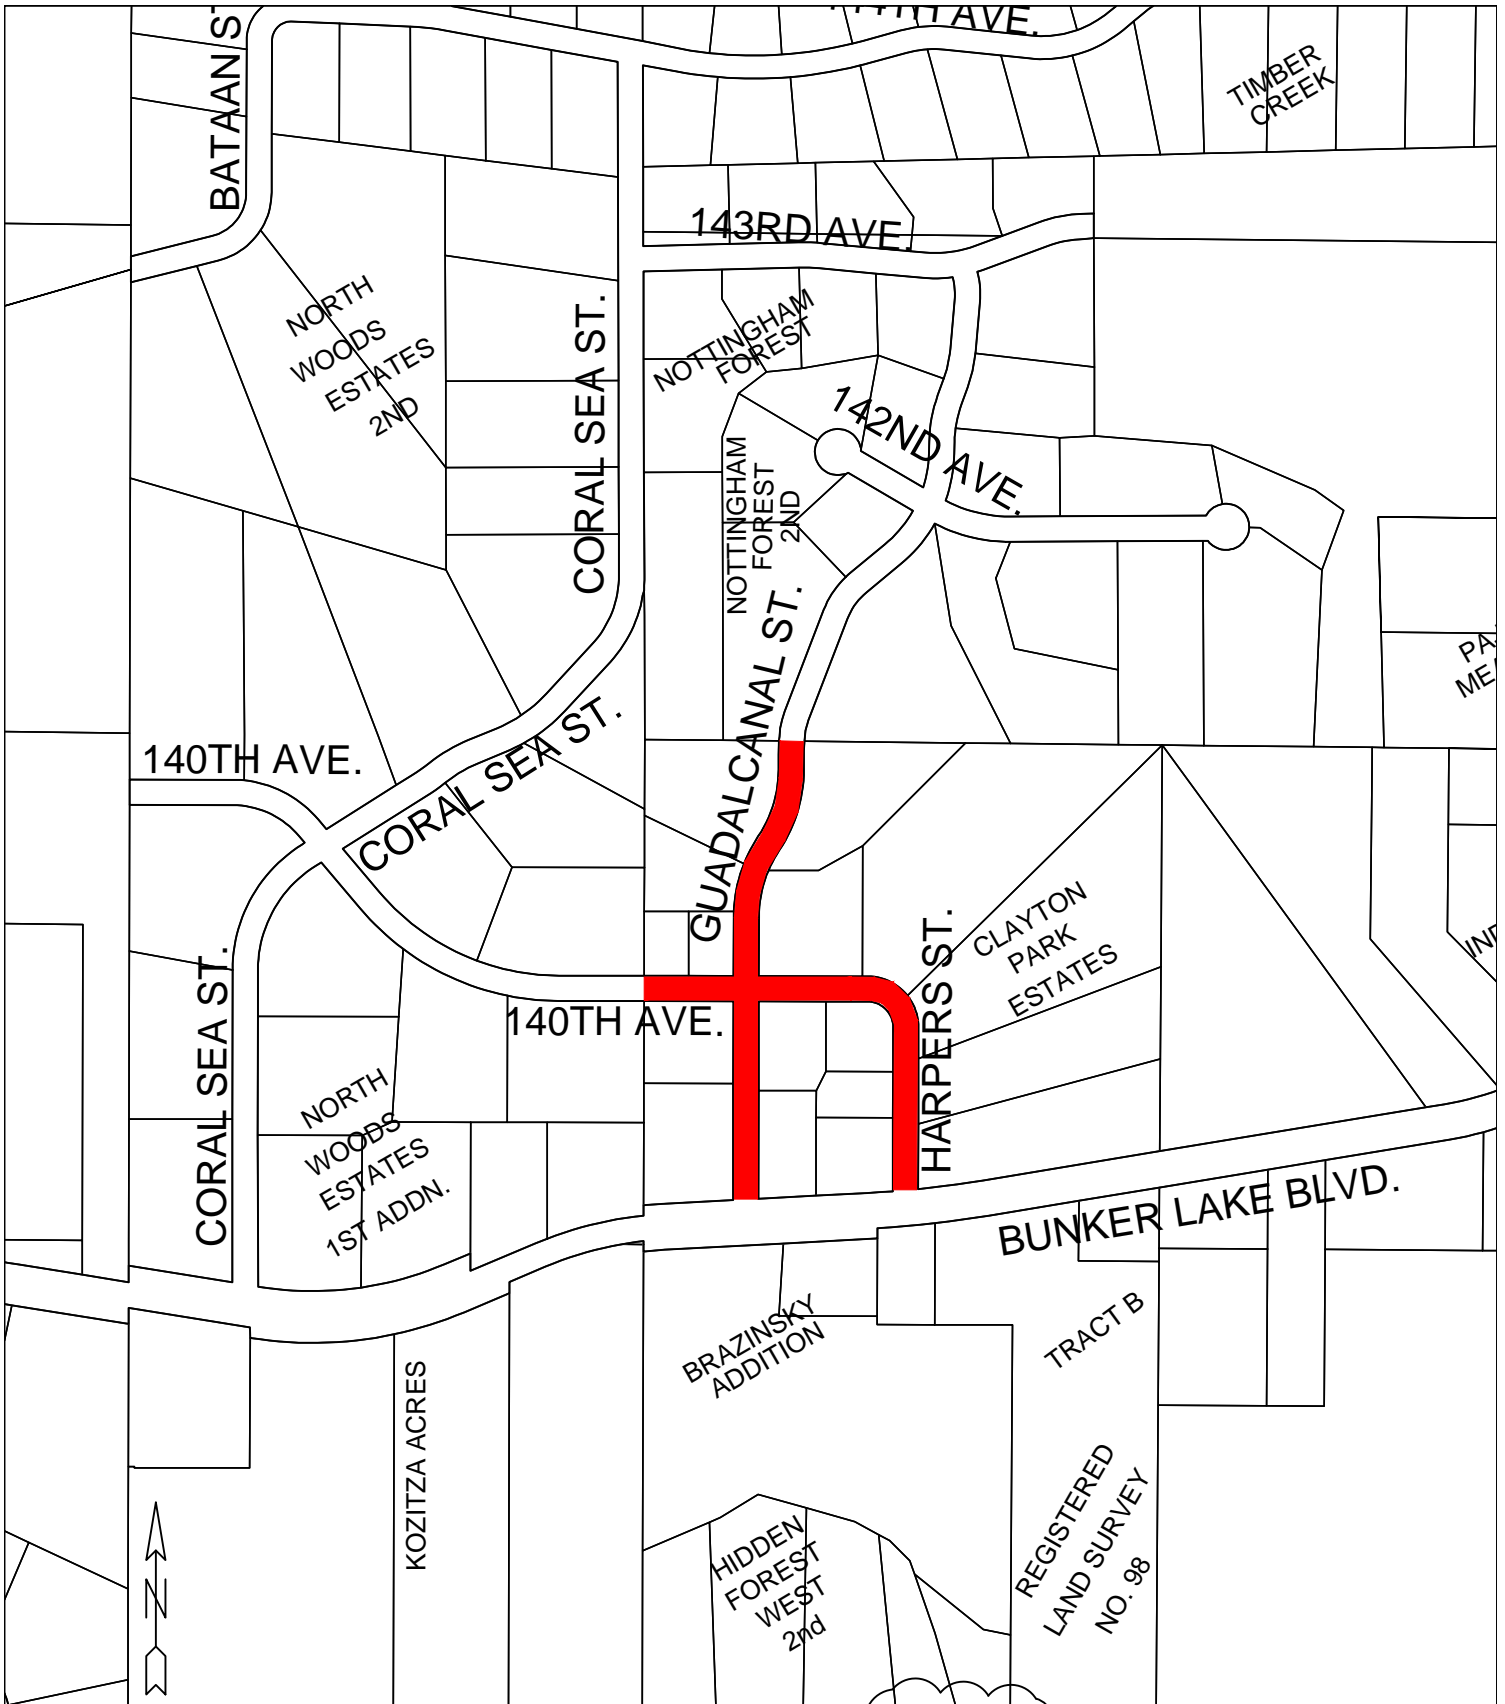 BATAAN ST
AVE.
TIMBER
CREEK
143RD AVE.
NORTH
WOODS
ESTATES
2ND
CORAL SEA ST.
NOTTINGHAM
FOREST
142ND AVE.
NOTTINGHAM
FOREST
2ND
GUADALCANAL ST.
140TH AVE.
CORAL SEA ST.
CORAL SEA ST.
140TH AVE.
HARPERS ST.
CLAYTON
PARK
ESTATES
NORTH
WOODS
ESTATES
1ST ADDN.
BUNKER LAKE BLVD.
BRAZINSKY
ADDITION
TRACT B
KOZITZA ACRES
REGISTERED
LAND SURVEY
NO. 98
HIDDEN
FOREST
WEST
2nd
N